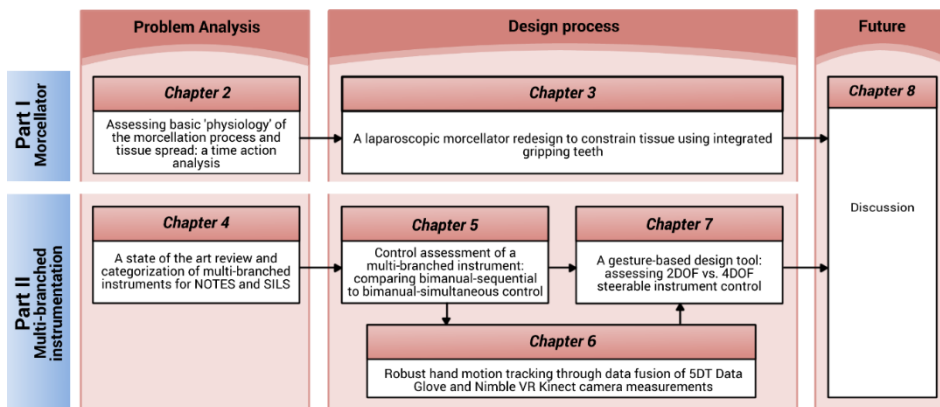 Problem Analysis
Design process
Future
Part I
Morcellator
Chapter 2
Assessing basic 'physiology' of
the morcellation process and
tissue spread: a time action
analysis
Chapter 3
A laparoscopic morcellator redesign to constrain tissue using integrated
gripping teeth
Chapter 8
Discussion
Part II
Multi-branched
instrumentation
Chapter 4
A state of the art review and
categorization of multi-branched
instruments for NOTES and SILS
Chapter 5
Control assessment of a
multi-branched instrument:
comparing bimanual-sequential
to bimanual-simultaneous control
Chapter 7
A gesture-based design tool:
assessing 2DOF vs. 4DOF
steerable instrument control
Chapter 6
Robust hand motion tracking through data fusion of 5DT Data
Glove and Nimble VR Kinect camera measurements